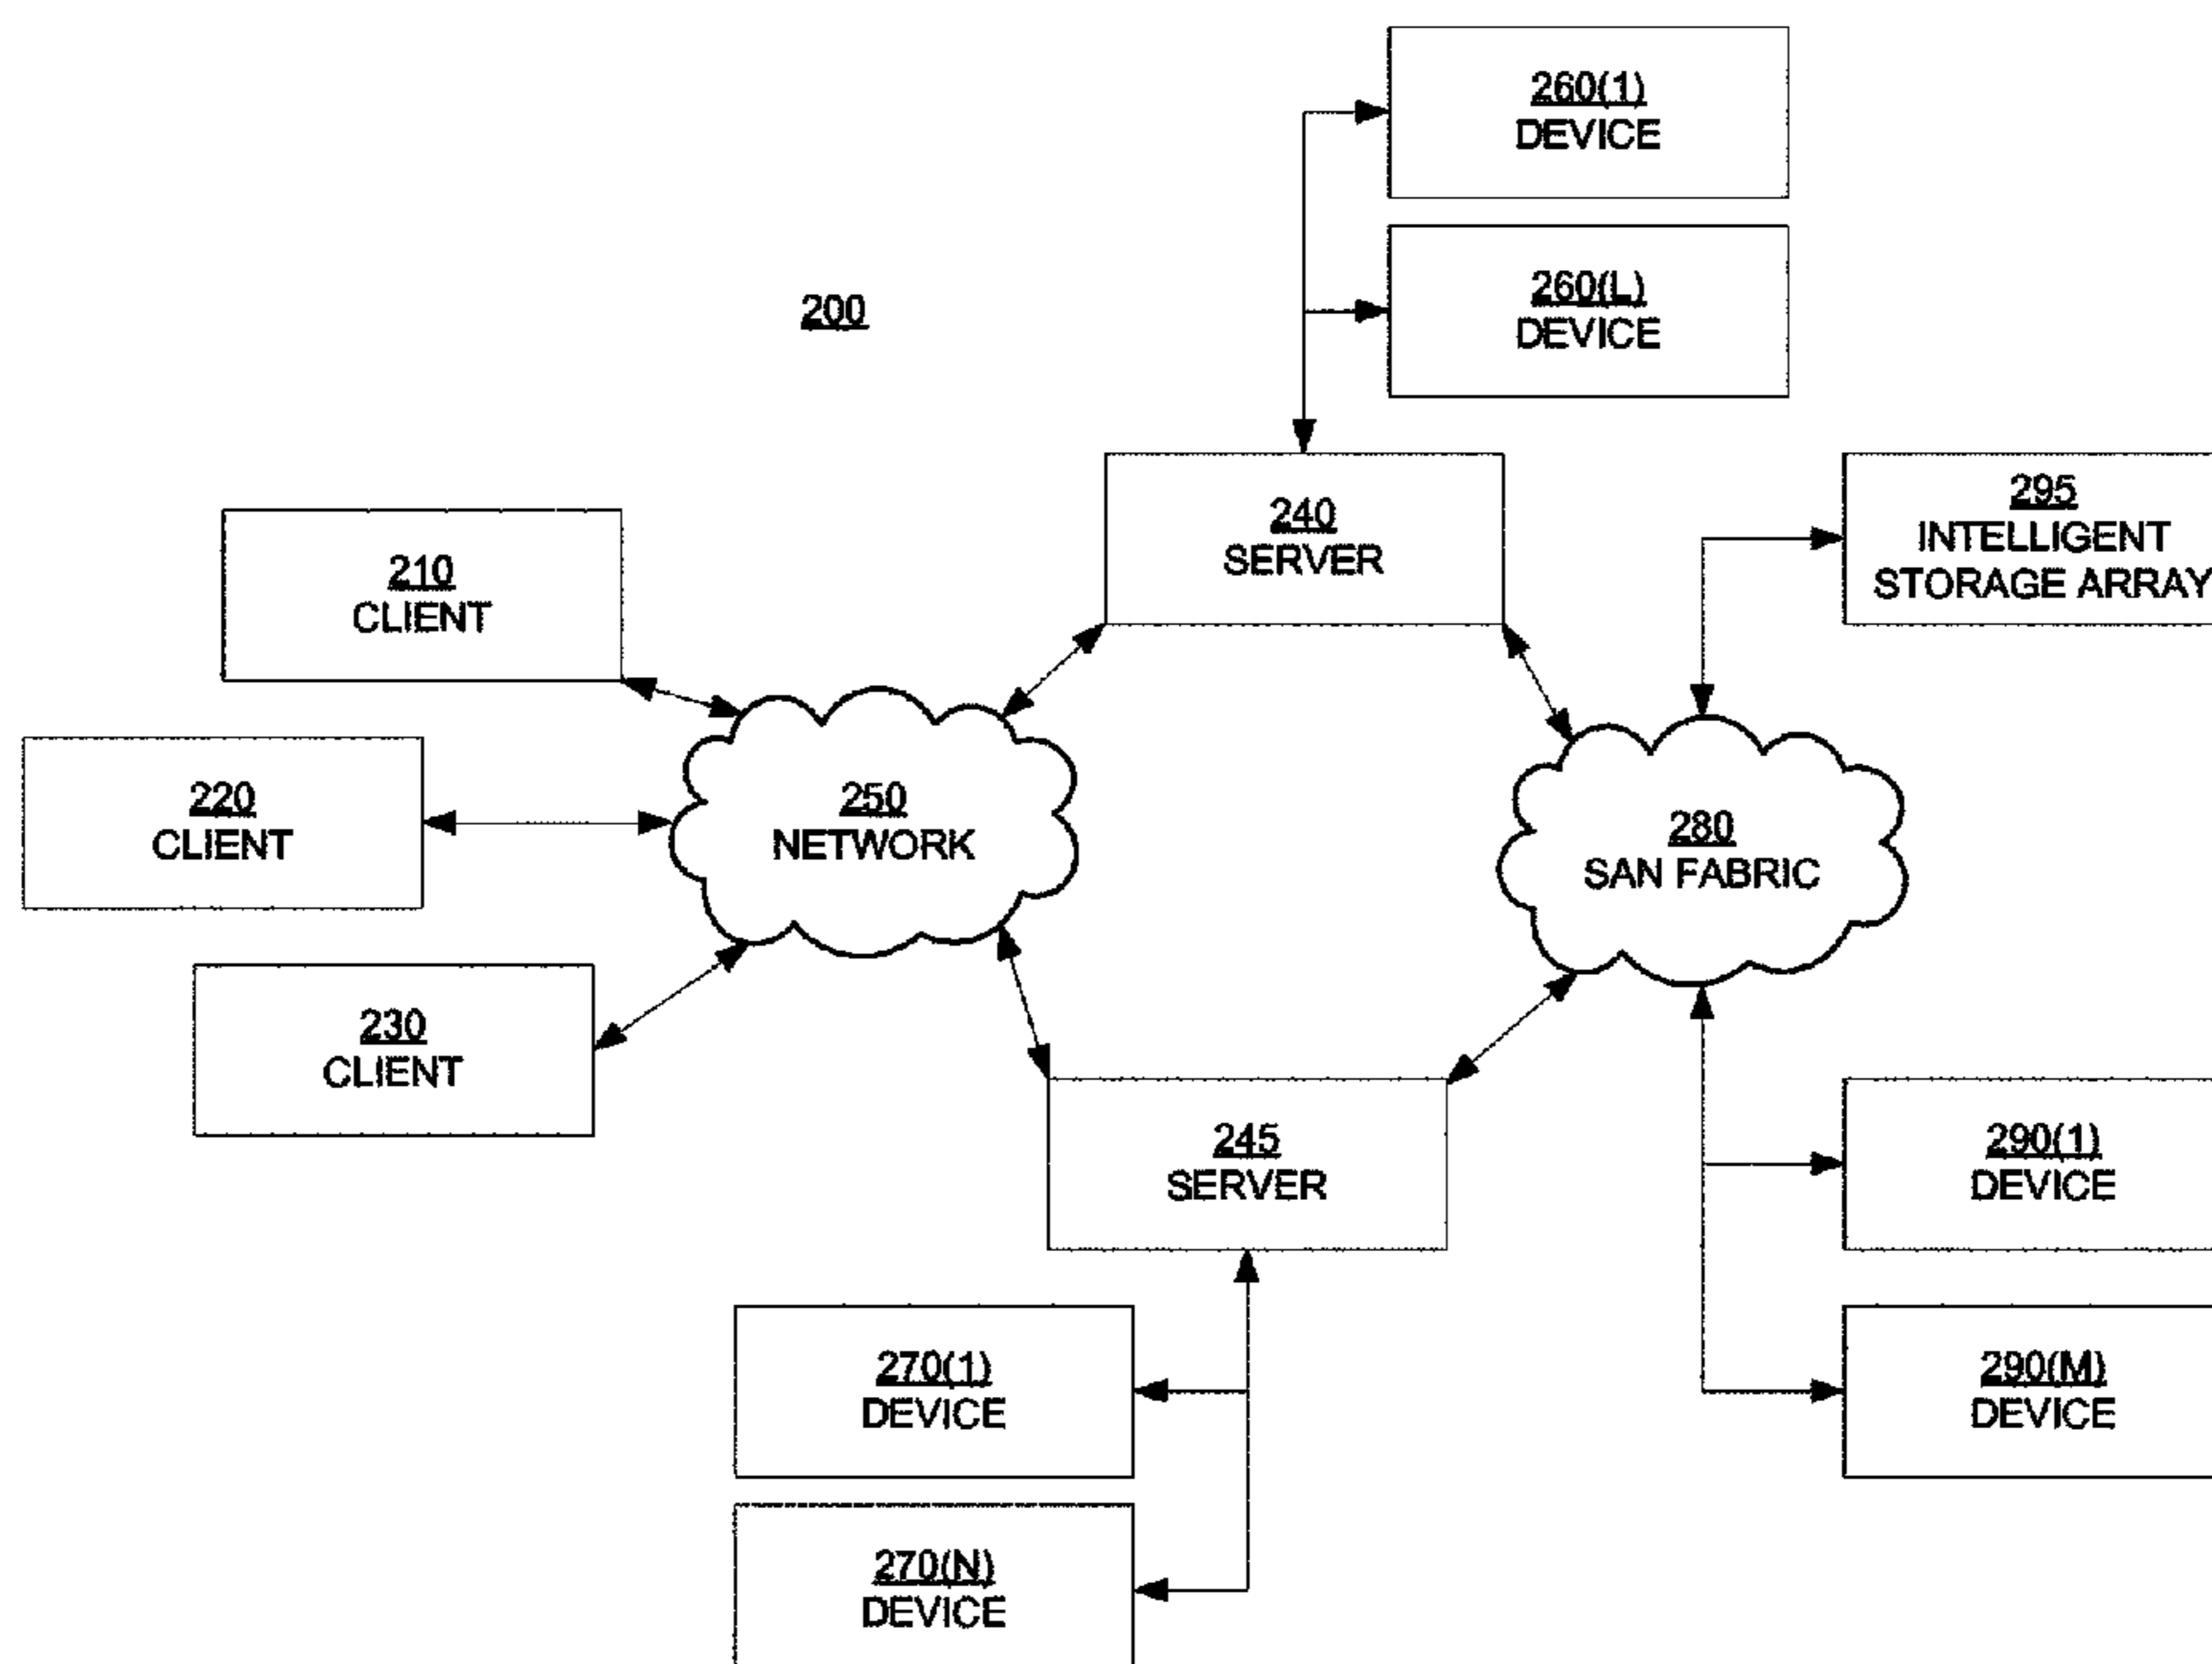 260(1)
DEVICE
260(L)
DEVICE
200
240
SERVER
295
INTELLIGENT
STORAGE ARRAY
210
CLIENT
220
CLIENT
250
NETWORK
280
SAN FABRIC
230
CLIENT
245
SERVER
290(1)
DEVICE
270(1)
DEVICE
290(M)
DEVICE
270(N)
DEVICE